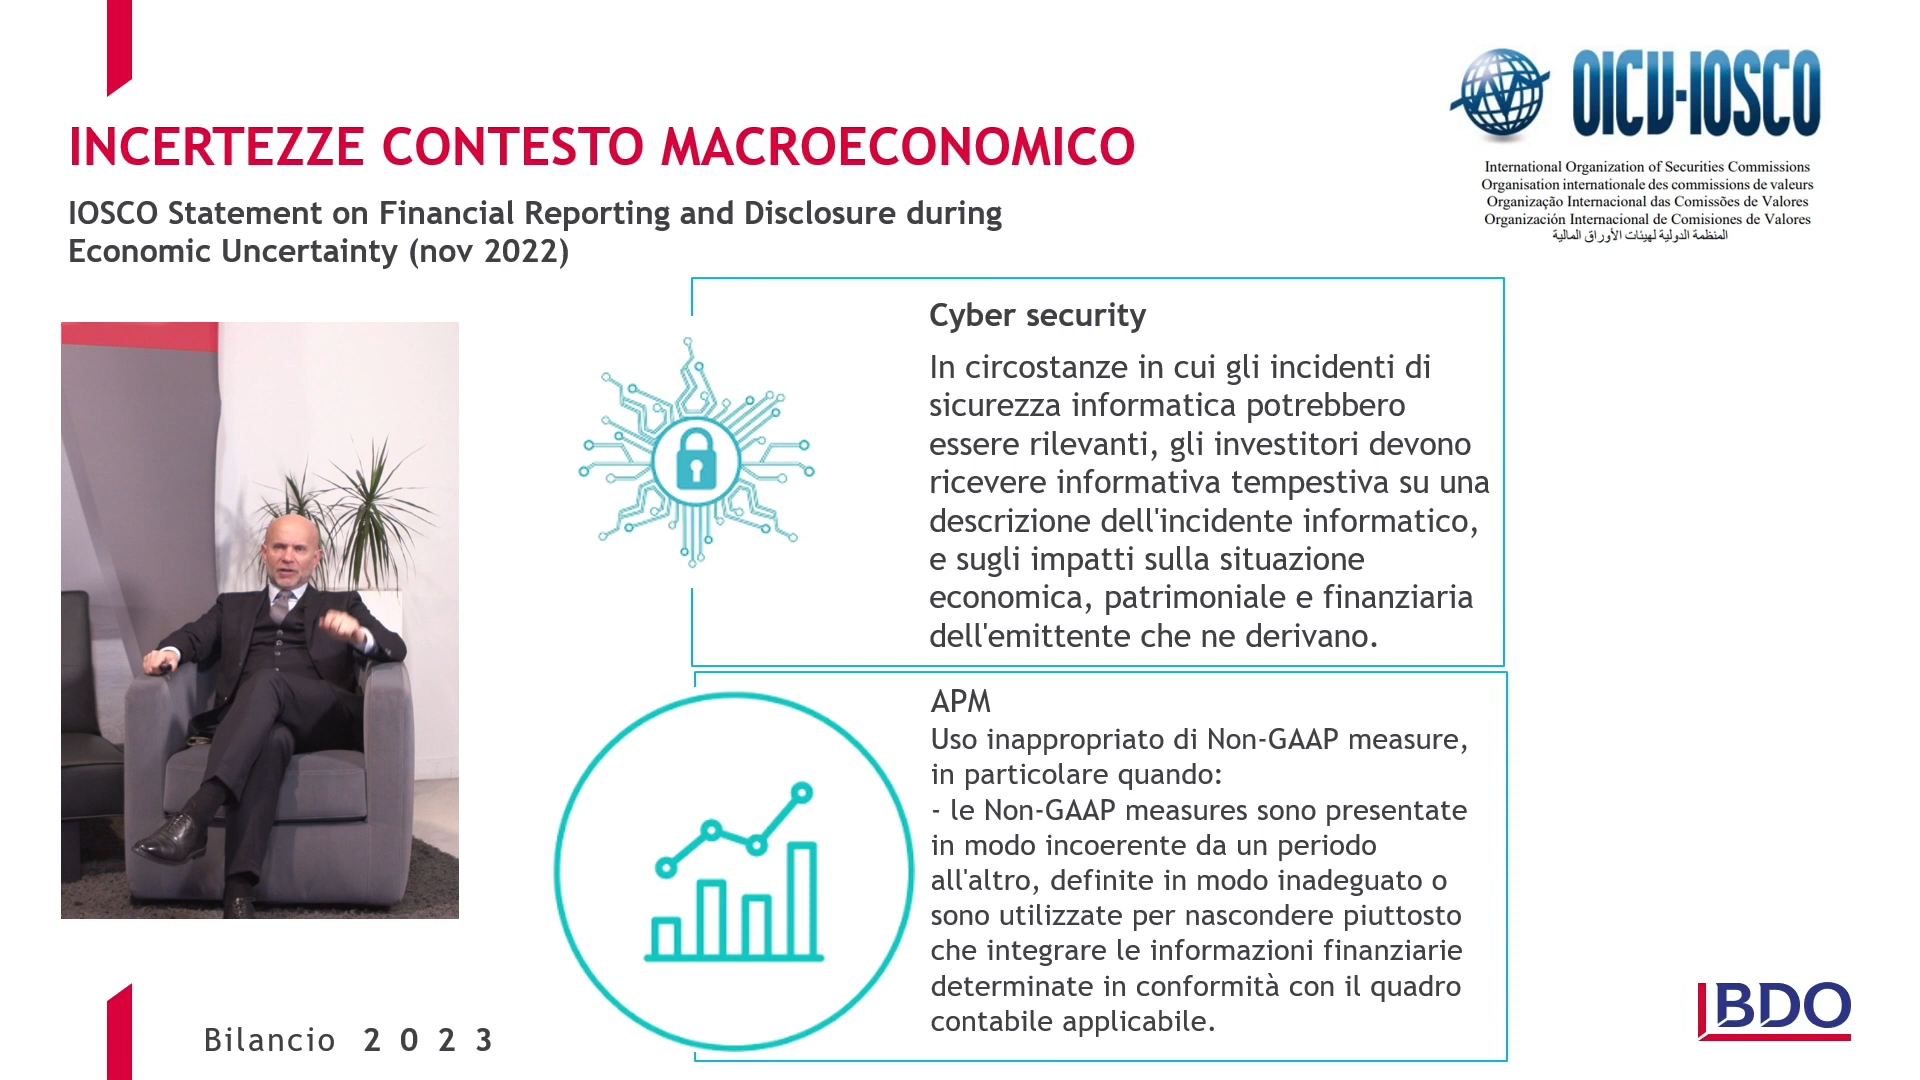 OICU-IOSCO
International Organization of Securities Commissions
Organisation internationale des commissions de valeurs
Organização Internacional das Comissões de Valores
Organización Internacional de Comisiones de Valores
المنظمة الدولية لهيئات الأوراق المالية
INCERTEZZE CONTESTO MACROECONOMICO
IOSCO Statement on Financial Reporting and Disclosure during
Economic Uncertainty (nov 2022)
Cyber security
In circostanze in cui gli incidenti di
sicurezza informatica potrebbero
essere rilevanti, gli investitori devono
ricevere informativa tempestiva su una
descrizione dell'incidente informatico,
e sugli impatti sulla situazione
economica, patrimoniale e finanziaria
dell'emittente che ne derivano.
APM
Uso inappropriato di Non-GAAP measure,
in particolare quando:
- le Non-GAAP measures sono presentate
in modo incoerente da un periodo
all'altro, definite in modo inadeguato o
sono utilizzate per nascondere piuttosto
che integrare le informazioni finanziarie
determinate in conformità con il quadro
contabile applicabile.
Bilancio 2023
BDO